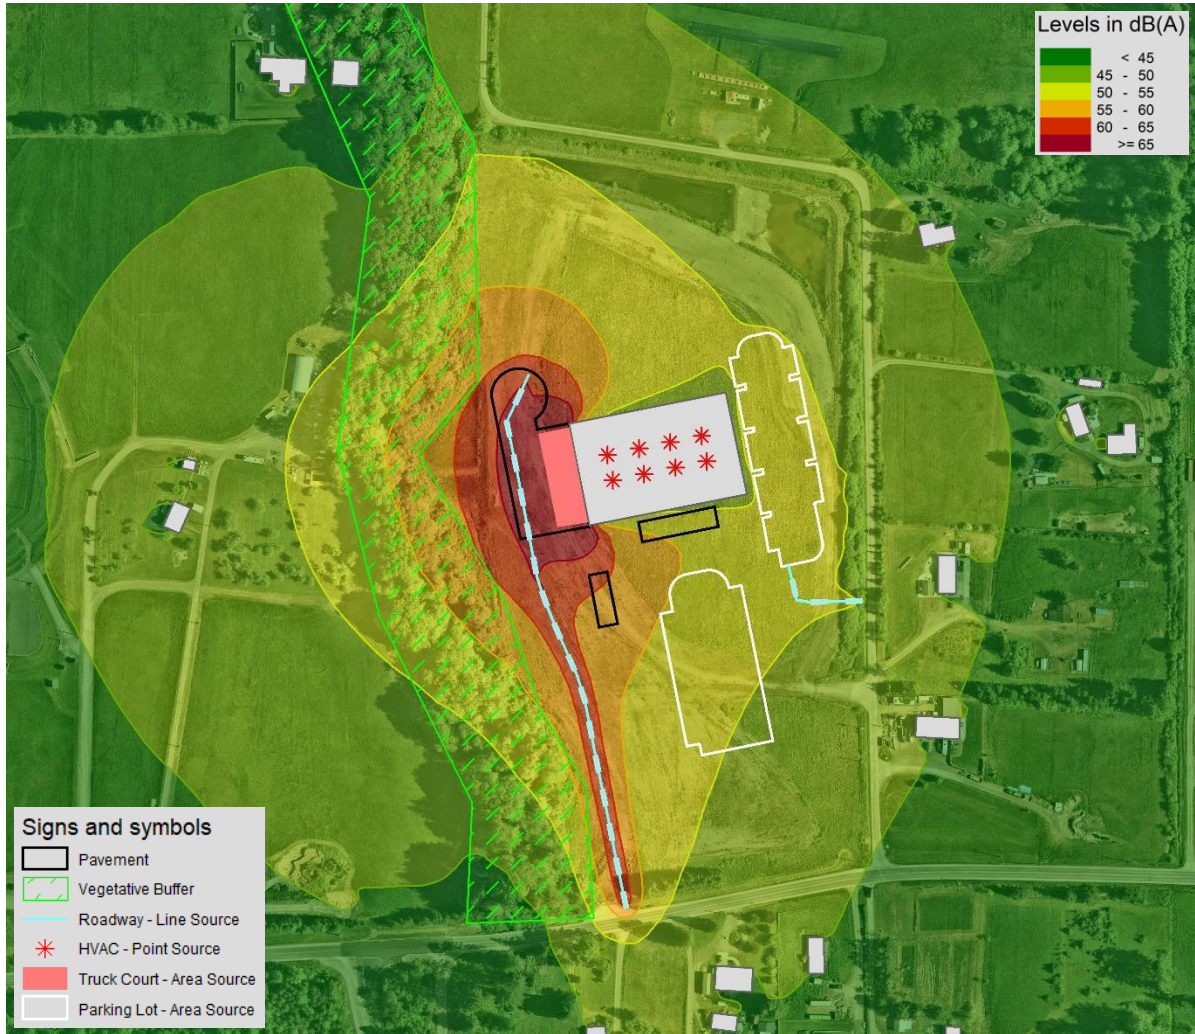 Levels in dB(A)
< 45
45 - 50
50 - 55
55 - 60
60 - 65
>= 65
Signs and symbols
Pavement
Vegetative Buffer
Roadway - Line Source
HVAC - Point Source
Truck Court - Area Source
Parking Lot - Area Source